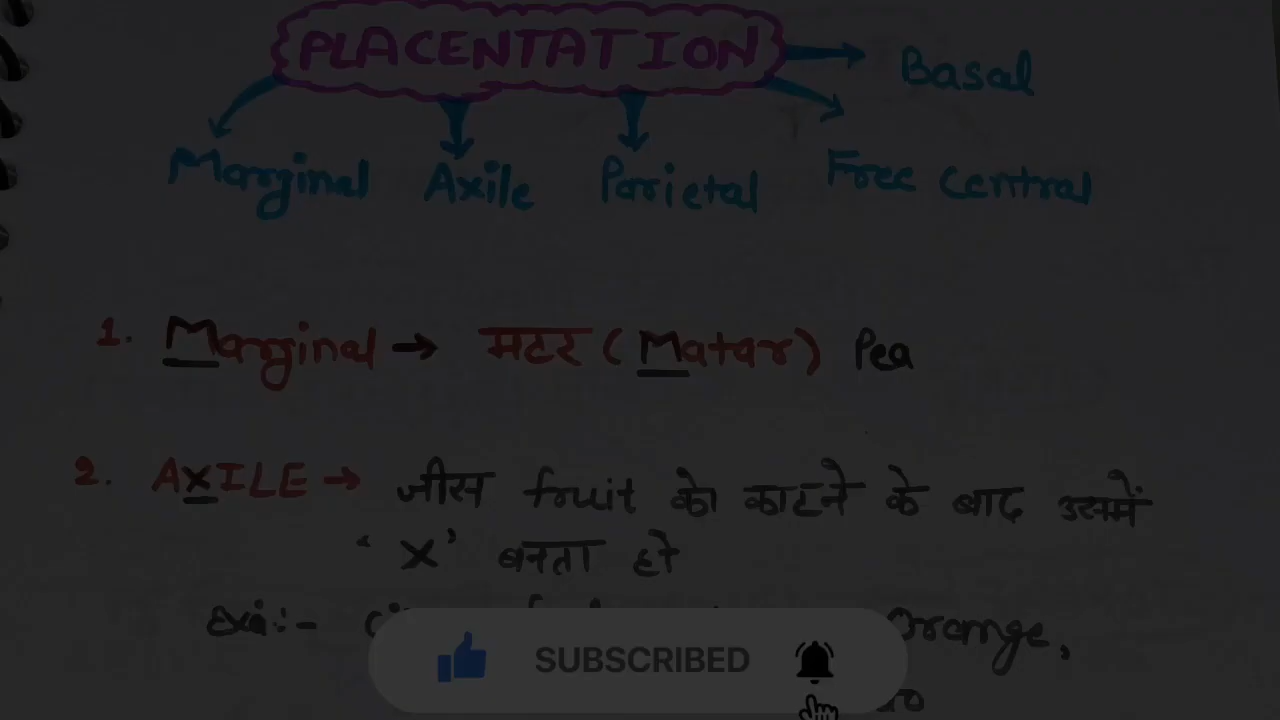 PLACENTATION
Basal
Marginal Axile Parietal Free central
1. Marginal → मटर (Matar) Pea
2. AXILE → जीस fruit को काटने के बाद उसमें
'X' बनता हो
Exa:- Orange,
SUBSCRIBED